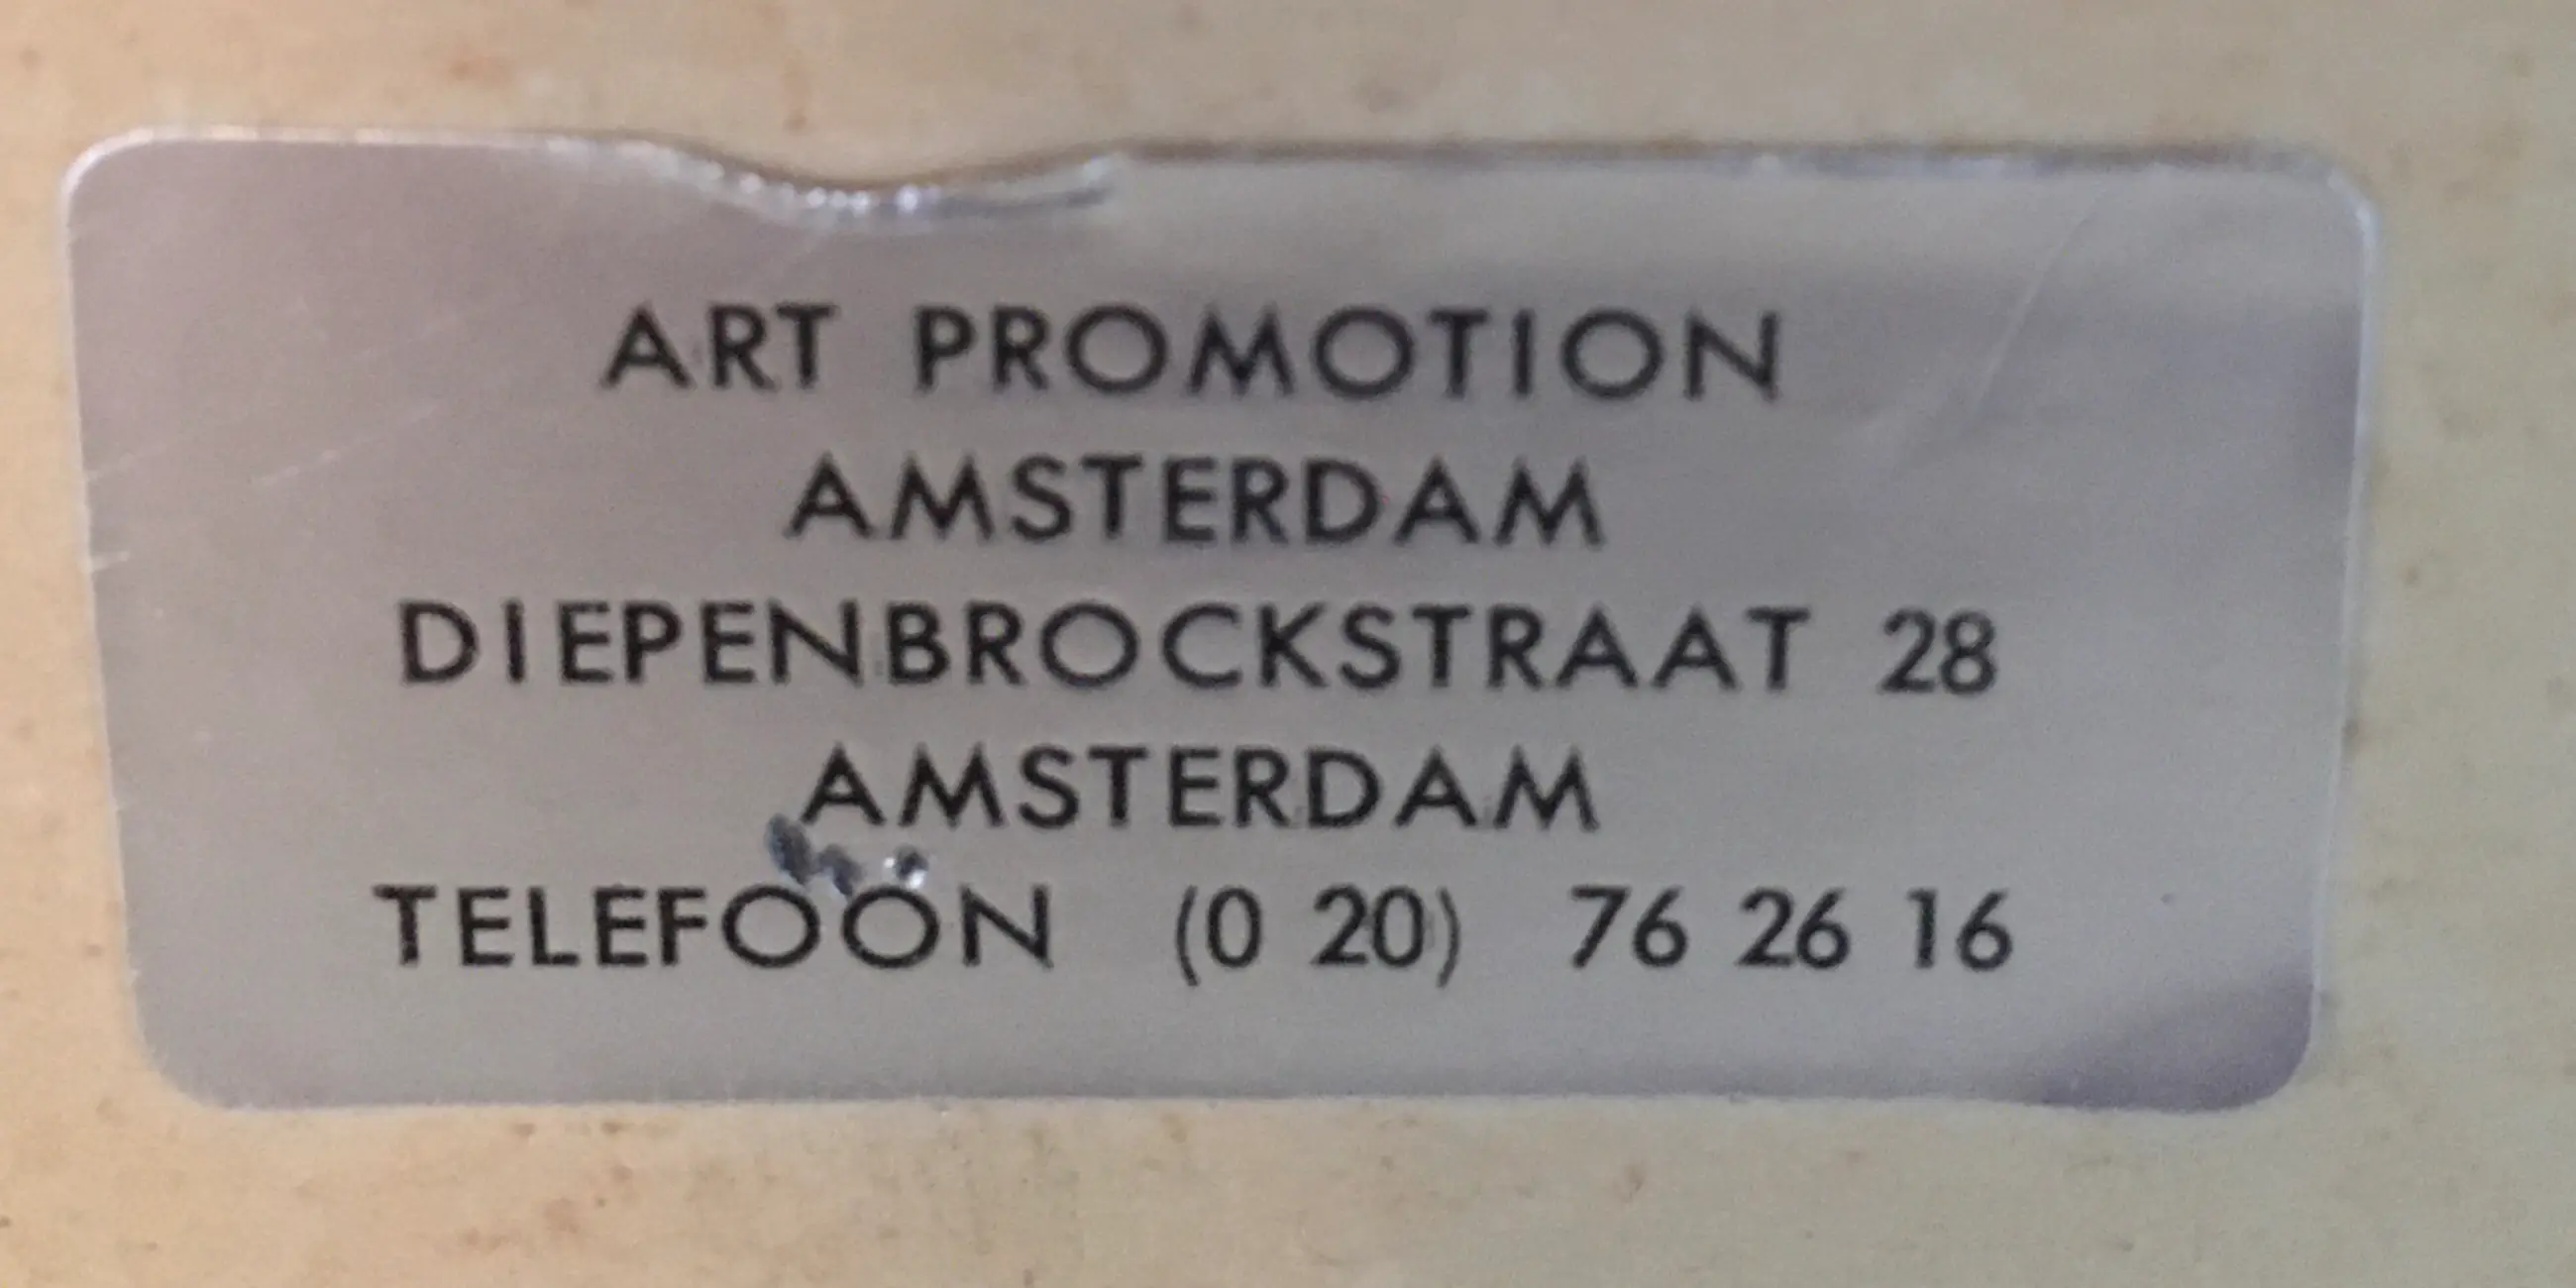 ART PROMOTION
AMSTERDAM
DIEPENBROCKSTRAAT 28
AMSTERDAM
TELEFOON (0 20) 76 26 16